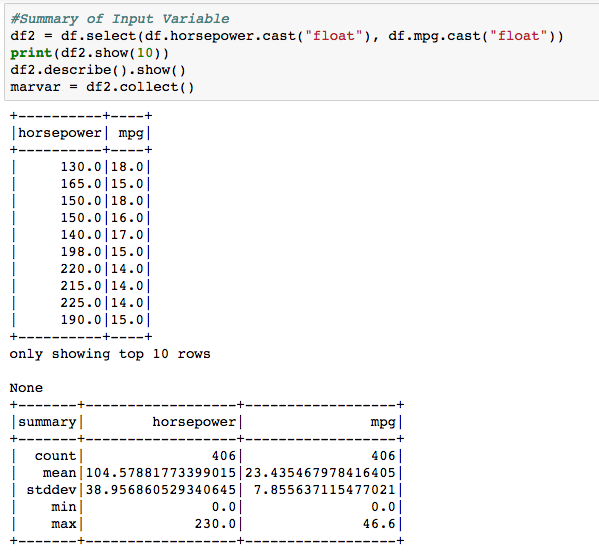 #Summary of Input Variable
df2 = df.select(df.horsepower.cast("float"), df.mpg.cast("float"))
print(df2.show(10))
df2.describe().show()
marvar = df2.collect()
+----------+----+
|horsepower| mpg|
+----------+----+
|     130.0|18.0|
|     165.0|15.0|
|     150.0|18.0|
|     150.0|16.0|
|     140.0|17.0|
|     198.0|15.0|
|     220.0|14.0|
|     215.0|14.0|
|     225.0|14.0|
|     190.0|15.0|
+----------+----+
only showing top 10 rows
None
+-------+------------------+------------------+
|summary|        horsepower|               mpg|
+-------+------------------+------------------+
|  count|               406|               406|
|   mean|104.57881773399015|23.435467978416405|
| stddev|38.956860529340645| 7.855637115477021|
|    min|               0.0|               0.0|
|    max|             230.0|              46.6|
+-------+------------------+------------------+